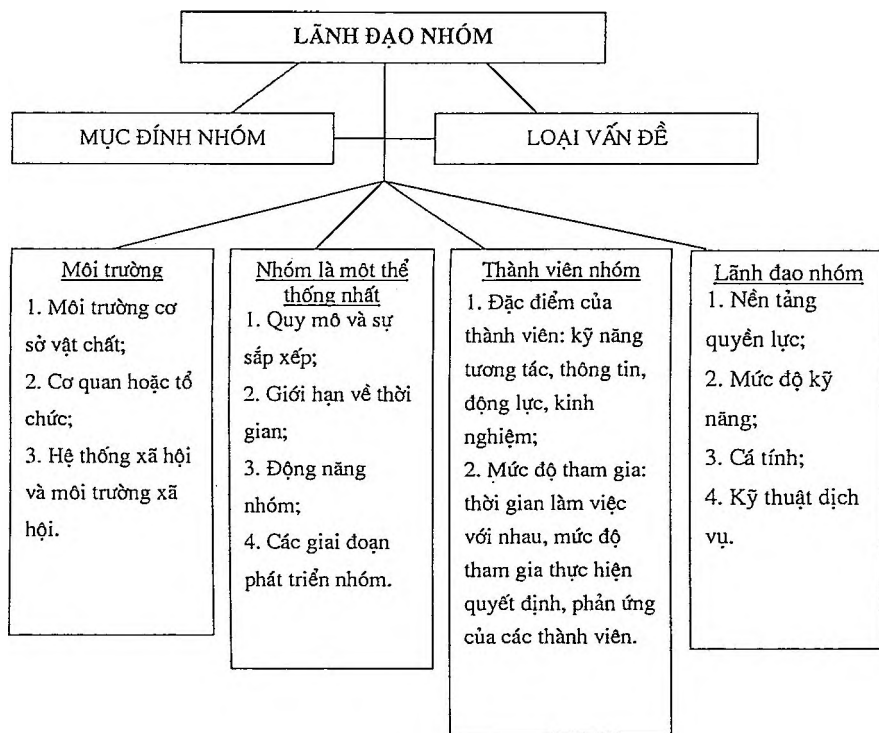 LÃNH ĐẠO NHÓM
MỤC ĐÍNH NHÓM
LOẠI VẤN ĐỀ
Môi trường
1. Môi trường cơ
sở vật chất;
2. Cơ quan hoặc tổ
chức;
3. Hệ thống xã hội
và môi trường xã
hội.
Nhóm là một thể
thống nhất
1. Quy mô và sự
sắp xếp;
2. Giới hạn về thời
gian;
3. Động năng
nhóm;
4. Các giai đoạn
phát triển nhóm.
Thành viên nhóm
1. Đặc điểm của
thành viên: kỹ năng
tương tác, thông tin,
động lực, kinh
nghiệm;
2. Mức độ tham gia:
thời gian làm việc
với nhau, mức độ
tham gia thực hiện
quyết định, phản ứng
của các thành viên.
Lãnh đạo nhóm
1. Nền tảng
quyền lực;
2. Mức độ kỹ
năng;
3. Cá tính;
4. Kỹ thuật dịch
vụ.